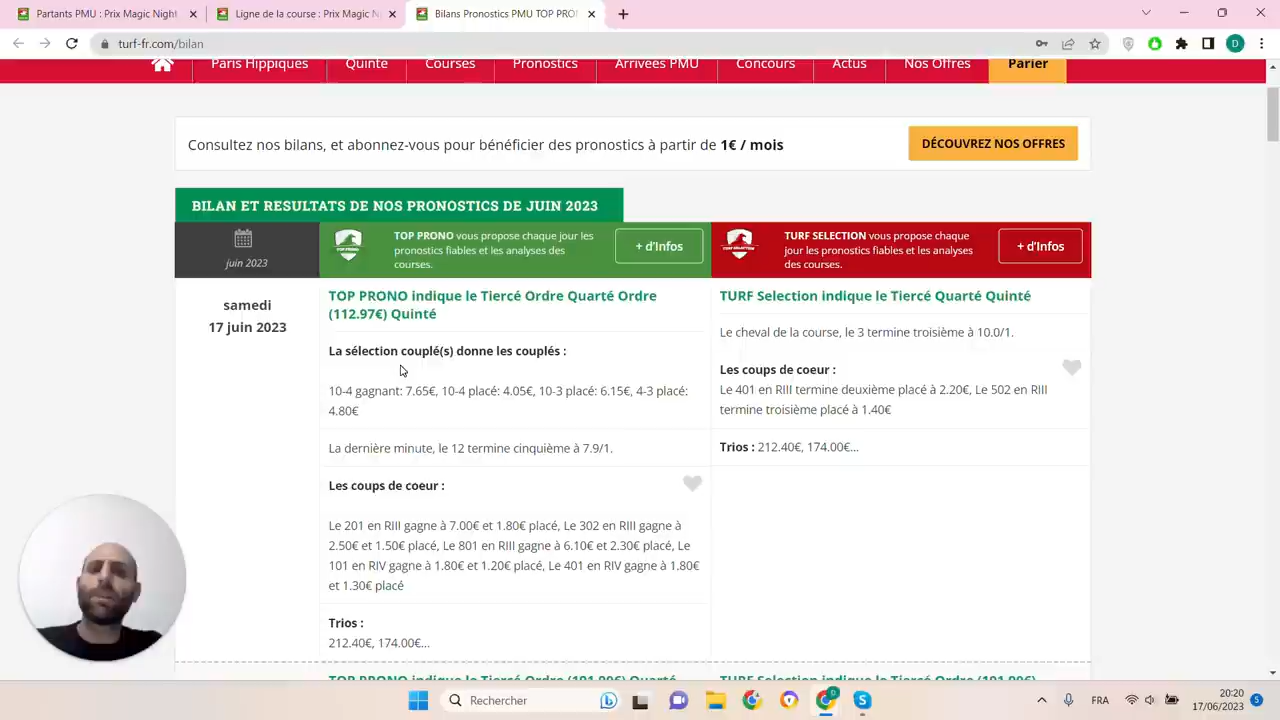 Partants PMU : Prix Magic Night
Ligne de la course : Prix Magic N
Bilans Pronostics PMU TOP PRO
turf-fr.com/bilan
D
Paris Hippiques
Quinte
Courses
Pronostics
Arrivées PMU
Concours
Actus
Nos Offres
Parier
Consultez nos bilans, et abonnez-vous pour bénéficier des pronostics à partir de 1€ / mois
DÉCOUVREZ NOS OFFRES
BILAN ET RESULTATS DE NOS PRONOSTICS DE JUIN 2023
juin 2023
TOP PRONO
TOP PRONO vous propose chaque jour les
pronostics fiables et les analyses des
courses.
+ d'Infos
TURF SELECTION
TURF SELECTION vous propose chaque
jour les pronostics fiables et les analyses
des courses.
+ d'Infos
samedi
17 juin 2023
TOP PRONO indique le Tiercé Ordre Quarté Ordre
(112.97€) Quinté
La sélection couplé(s) donne les couplés :
10-4 gagnant: 7.65€, 10-4 placé: 4.05€, 10-3 placé: 6.15€, 4-3 placé:
4.80€
La dernière minute, le 12 termine cinquième à 7.9/1.
Les coups de coeur :
Le 201 en RIII gagne à 7.00€ et 1.80€ placé, Le 302 en RIII gagne à
2.50€ et 1.50€ placé, Le 801 en RIII gagne à 6.10€ et 2.30€ placé, Le
101 en RIV gagne à 1.80€ et 1.20€ placé, Le 401 en RIV gagne à 1.80€
et 1.30€ placé
Trios :
212.40€, 174.00€...
TURF Selection indique le Tiercé Quarté Quinté
Le cheval de la course, le 3 termine troisième à 10.0/1.
Les coups de coeur :
Le 401 en RIII termine deuxième placé à 2.20€, Le 502 en RIII
termine troisième placé à 1.40€
Trios : 212.40€, 174.00€...
Rechercher
FRA
20:20
17/06/2023
5